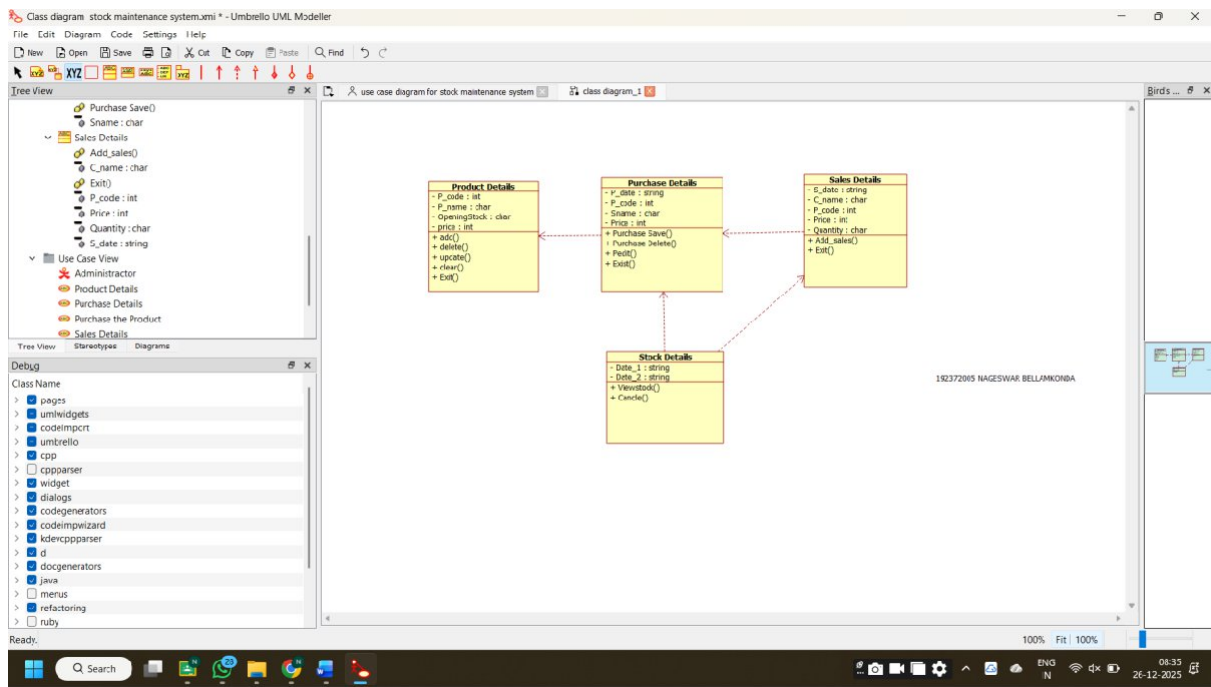 Class diagram stock maintenance system.xmi * - Umbrello UML Modeller
File Edit Diagram Code Settings Help
New Open Save Cut Copy Paste Find
XYZ
Tree View
use case diagram for stock maintenance system
class diagram_1
Birds ...
Purchase Save()
Sname : char
Sales Details
Add_sales()
C_name : char
Exit()
P_code : int
Price : int
Quantity : char
S_date : string
Use Case View
Administractor
Product Details
Purchase Details
Purchase the Product
Sales Details
Tree View Stereotypes Diagrams
Debug
Class Name
pages
umlwidgets
codeimport
umbrello
cpp
cppparser
widget
dialogs
codegenerators
codeimpwizard
kdevcppparser
d
docgenerators
java
menus
refactoring
ruby
Product Details
- P_code : int
- P_name : char
- OpeningStock : char
- price : int
+ add()
+ delete()
+ upcate()
+ clear()
+ Exit()
Purchase Details
- P_date : string
- P_code : int
- Sname : char
- Price : int
+ Purchase Save()
+ Purchase Delete()
+ Pedit()
+ Exist()
Sales Details
- S_date : string
- C_name : char
- P_code : int
- Price : int
- Quantity : char
+ Add_sales()
+ Exit()
Stock Details
- Date_1 : string
- Date_2 : string
+ Viewstock()
+ Cancle()
192372005 NAGESWAR BELLAMKONDA
Ready.
100% Fit 100%
Search
23
ENG
IN
08:35
26-12-2025